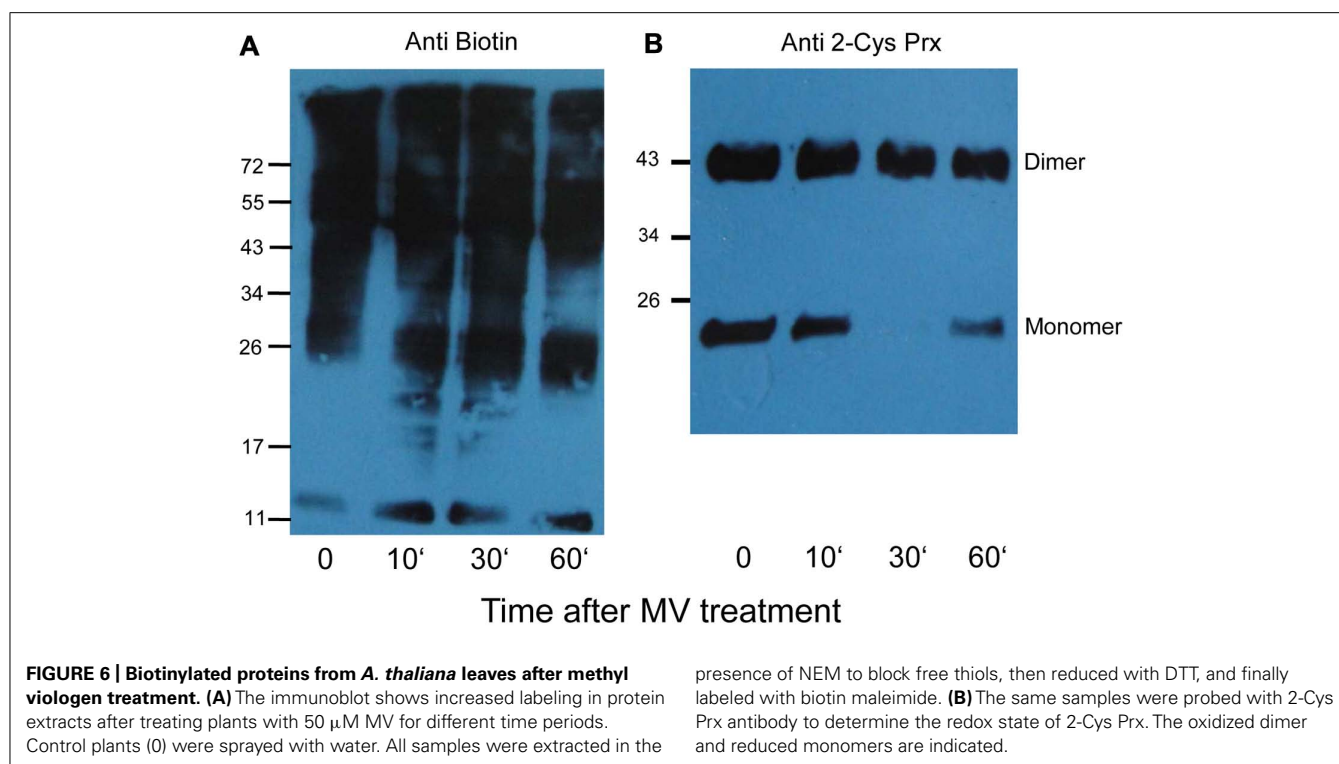 A
Anti Biotin
B
Anti 2-Cys Prx
72
55
43
34
26
17
11
43
34
26
Dimer
Monomer
0 10‘ 30‘ 60‘
0 10‘ 30‘ 60‘
Time after MV treatment
FIGURE 6 | Biotinylated proteins from A. thaliana leaves after methyl
viologen treatment. (A) The immunoblot shows increased labeling in protein
extracts after treating plants with 50 μM MV for different time periods.
Control plants (0) were sprayed with water. All samples were extracted in the
presence of NEM to block free thiols, then reduced with DTT, and finally
labeled with biotin maleimide. (B) The same samples were probed with 2-Cys
Prx antibody to determine the redox state of 2-Cys Prx. The oxidized dimer
and reduced monomers are indicated.